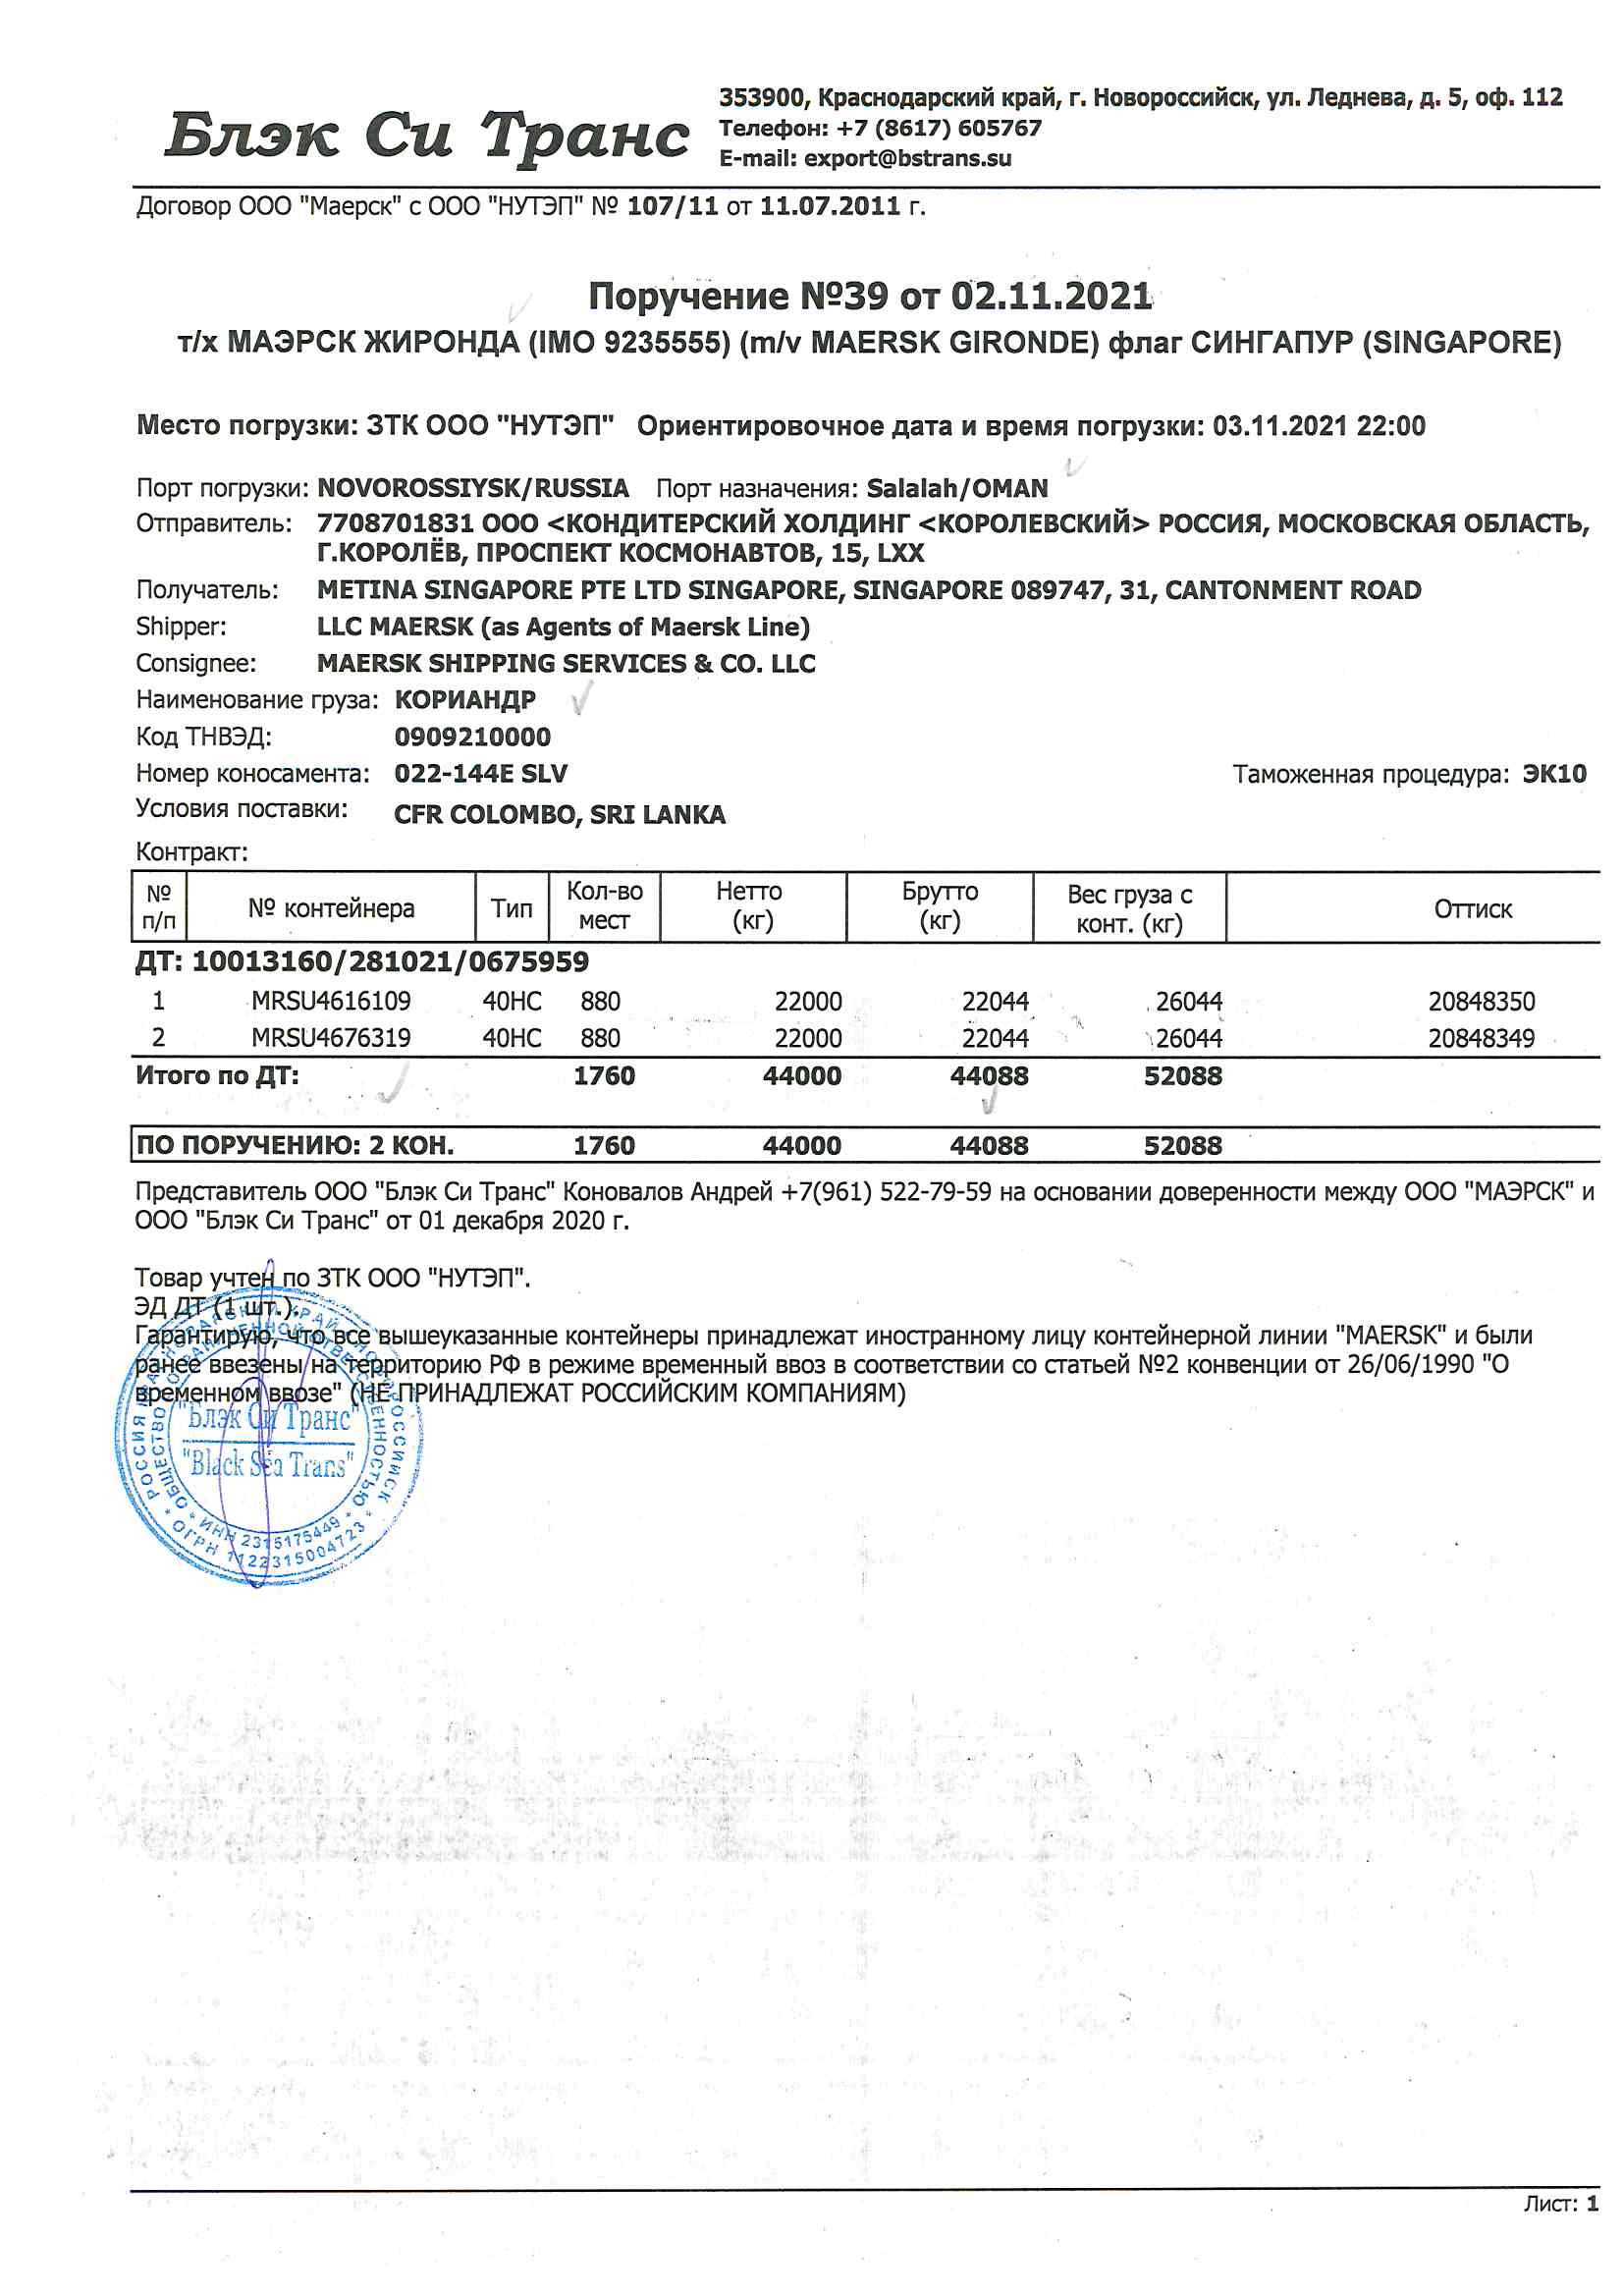 Блэк Си Транс
353900, Краснодарский край, г. Новороссийск, ул. Леднева, д. 5, оф. 112
Телефон: +7 (8617) 605767
E-mail: export@bstrans.su
Договор ООО "Маерск" с ООО "НУТЭП" № 107/11 от 11.07.2011 г.
Поручение №39 от 02.11.2021
т/х МАЭРСК ЖИРОНДА (IMO 9235555) (m/v MAERSK GIRONDE) флаг СИНГАПУР (SINGAPORE)
Место погрузки: ЗТК ООО "НУТЭП" Ориентировочное дата и время погрузки: 03.11.2021 22:00
Порт погрузки: NOVOROSSIYSK/RUSSIA Порт назначения: Salalah/OMAN
Отправитель: 7708701831 ООО <КОНДИТЕРСКИЙ ХОЛДИНГ <КОРОЛЕВСКИЙ> РОССИЯ, МОСКОВСКАЯ ОБЛАСТЬ,
Г.КОРОЛЁВ, ПРОСПЕКТ КОСМОНАВТОВ, 15, LXX
Получатель: METINA SINGAPORE PTE LTD SINGAPORE, SINGAPORE 089747, 31, CANTONMENT ROAD
Shipper: LLC MAERSK (as Agents of Maersk Line)
Consignee: MAERSK SHIPPING SERVICES & CO. LLC
Наименование груза: КОРИАНДР
Код ТНВЭД: 0909210000
Номер коносамента: 022-144E SLV Таможенная процедура: ЭК10
Условия поставки: CFR COLOMBO, SRI LANKA
Контракт:
№ п/п № контейнера Тип Кол-во мест Нетто (кг) Брутто (кг) Вес груза с конт. (кг) Оттиск
ДТ: 10013160/281021/0675959
1 MRSU4616109 40HC 880 22000 22044 26044 20848350
2 MRSU4676319 40HC 880 22000 22044 26044 20848349
Итого по ДТ: 1760 44000 44088 52088
ПО ПОРУЧЕНИЮ: 2 КОН. 1760 44000 44088 52088
Представитель ООО "Блэк Си Транс" Коновалов Андрей +7(961) 522-79-59 на основании доверенности между ООО "МАЭРСК" и
ООО "Блэк Си Транс" от 01 декабря 2020 г.
Товар учтен по ЗТК ООО "НУТЭП".
ЭД ДТ (1 шт.).
Гарантирую, что все вышеуказанные контейнеры принадлежат иностранному лицу контейнерной линии "MAERSK" и были
ранее ввезены на территорию РФ в режиме временный ввоз в соответствии со статьей №2 конвенции от 26/06/1990 "О
временном ввозе" (НЕ ПРИНАДЛЕЖАТ РОССИЙСКИМ КОМПАНИЯМ)
РОССИЯ КРАСНОДАРСКИЙ КРАЙ Г. НОВОРОССИЙСК
ОГРН 1122315004723
ОБЩЕСТВО С ОГРАНИЧЕННОЙ ОТВЕТСТВЕННОСТЬЮ
ИНН 2315175449
"Блэк Си Транс"
"Black Sea Trans"
Лист: 1